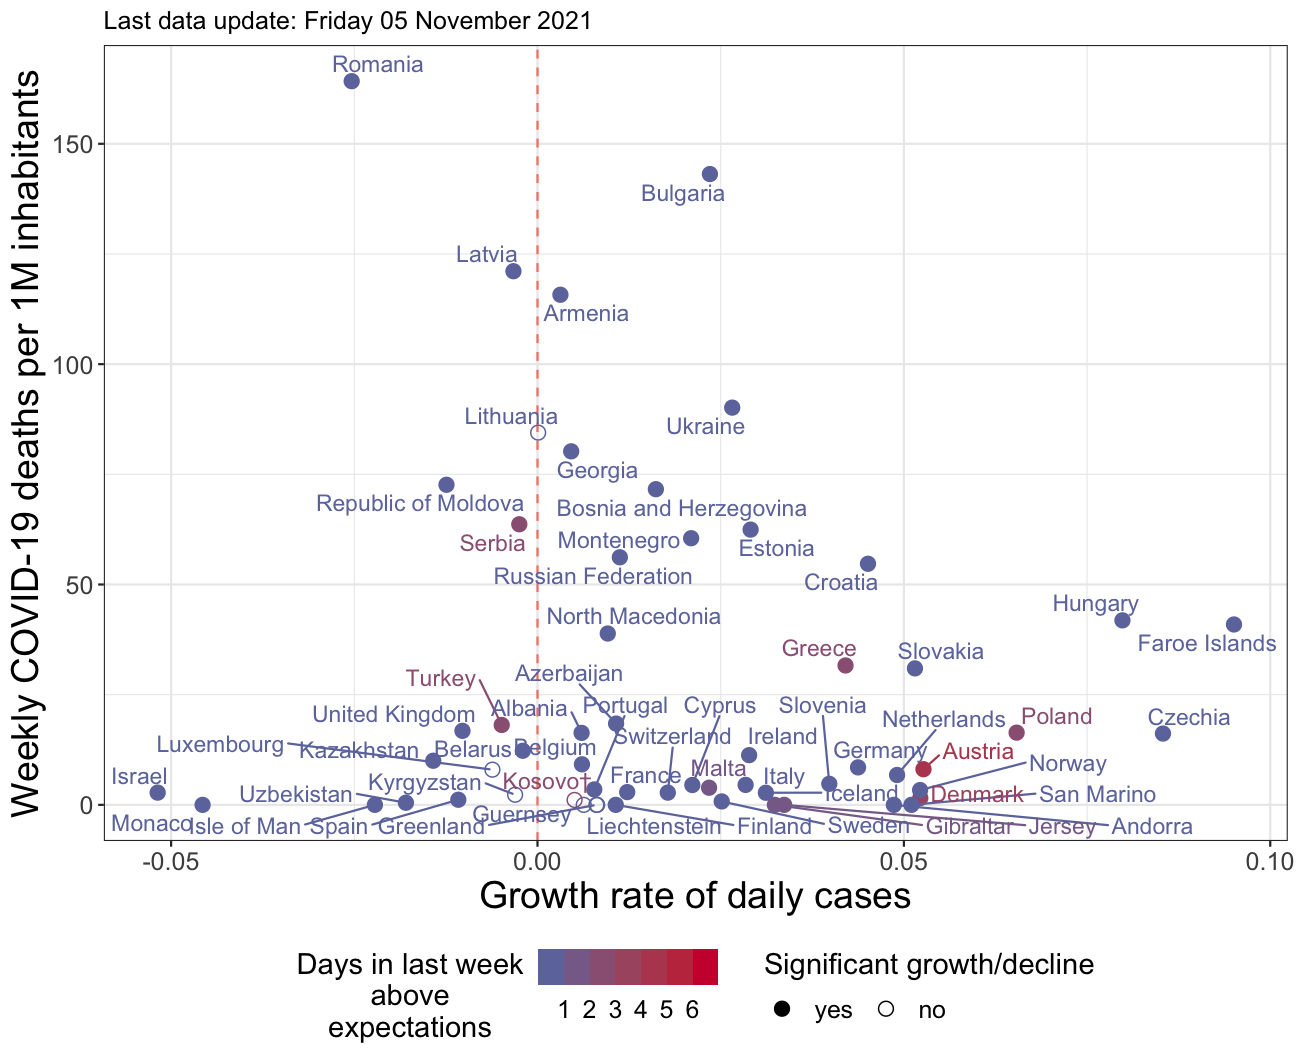 Last data update: Friday 05 November 2021
Weekly COVID-19 deaths per 1M inhabitants
150
100
50
0
Romania
Bulgaria
Latvia
Armenia
Lithuania
Ukraine
Georgia
Republic of Moldova
Bosnia and Herzegovina
Serbia
Montenegro
Estonia
Russian Federation
Croatia
Hungary
North Macedonia
Faroe Islands
Greece
Slovakia
Turkey
Azerbaijan
United Kingdom
Albania
Portugal
Cyprus
Slovenia
Netherlands
Poland
Czechia
Luxembourg
Kazakhstan
Belarus
Belgium
Switzerland
Ireland
Germany
Austria
Norway
Israel
Kyrgyzstan
Kosovo†
France
Malta
Italy
Uzbekistan
Iceland
Denmark
San Marino
Guernsey
Monaco
Isle of Man
Spain
Greenland
Liechtenstein
Finland
Sweden
Gibraltar
Jersey
Andorra
-0.05
0.00
0.05
0.10
Growth rate of daily cases
Days in last week
above
expectations
1 2 3 4 5 6
Significant growth/decline
yes no